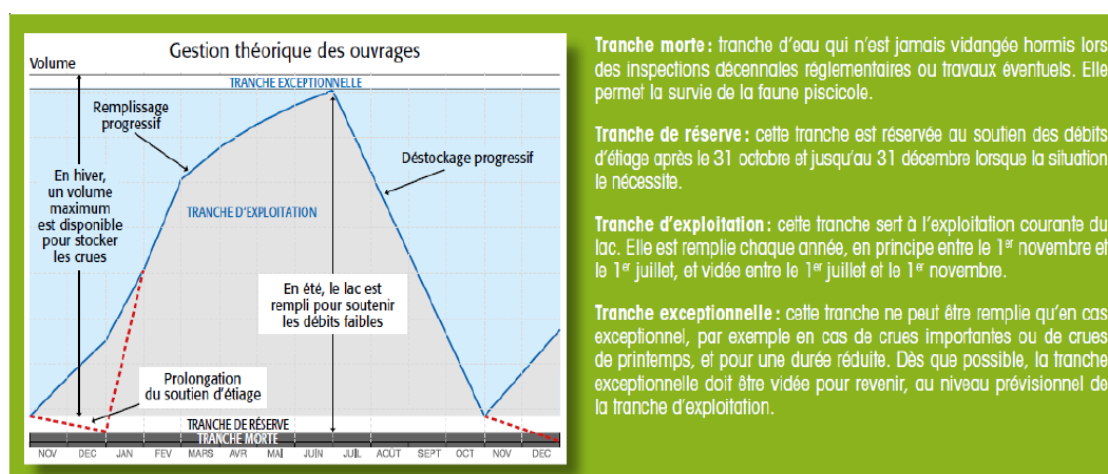 Gestion théorique des ouvrages
Volume
TRANCHE EXCEPTIONNELLE
Remplissage
progressif
Déstockage progressif
En hiver,
un volume
maximum
est disponible
pour stocker
les crues
TRANCHE D'EXPLOITATION
En été, le lac est
rempli pour soutenir
les débits faibles
Prolongation
du soutien d'étiage
TRANCHE DE RÉSERVE
TRANCHE MORTE
NOV DEC JAN FEV MARS AVR MAI JUIN JUIL AOÛT SEPT OCT NOV DEC
Tranche morte : tranche d'eau qui n'est jamais vidangée hormis lors
des inspections décennales réglementaires ou travaux éventuels. Elle
permet la survie de la faune piscicole.
Tranche de réserve : cette tranche est réservée au soutien des débits
d'étiage après le 31 octobre et jusqu'au 31 décembre lorsque la situation
le nécessite.
Tranche d'exploitation : cette tranche sert à l'exploitation courante du
lac. Elle est remplie chaque année, en principe entre le 1er novembre et
le 1er juillet, et vidée entre le 1er juillet et le 1er novembre.
Tranche exceptionnelle : cette tranche ne peut être remplie qu'en cas
exceptionnel, par exemple en cas de crues importantes ou de crues
de printemps, et pour une durée réduite. Dès que possible, la tranche
exceptionnelle doit être vidée pour revenir, au niveau prévisionnel de
la tranche d'exploitation.